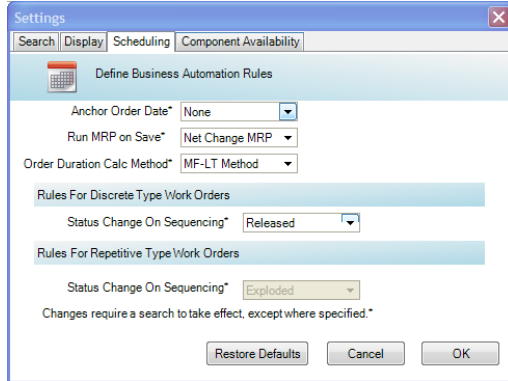 Settings
Search Display Scheduling Component Availability
Define Business Automation Rules
Anchor Order Date* None
Run MRP on Save* Net Change MRP
Order Duration Calc Method* MF-LT Method
Rules For Discrete Type Work Orders
Status Change On Sequencing* Released
Rules For Repetitive Type Work Orders
Status Change On Sequencing* Exploded
Changes require a search to take effect, except where specified.*
Restore Defaults Cancel OK